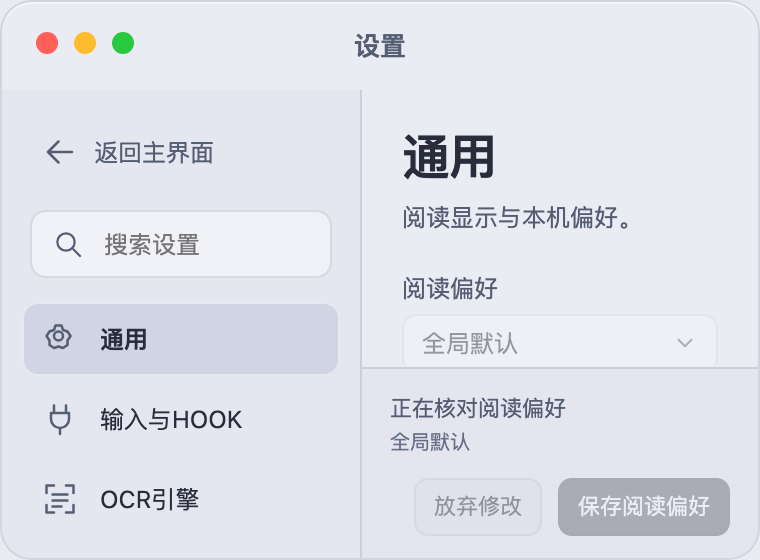 设置
返回主界面
搜索设置
通用
输入与HOOK
OCR引擎
通用
阅读显示与本机偏好。
阅读偏好
全局默认
正在核对阅读偏好
全局默认
放弃修改
保存阅读偏好